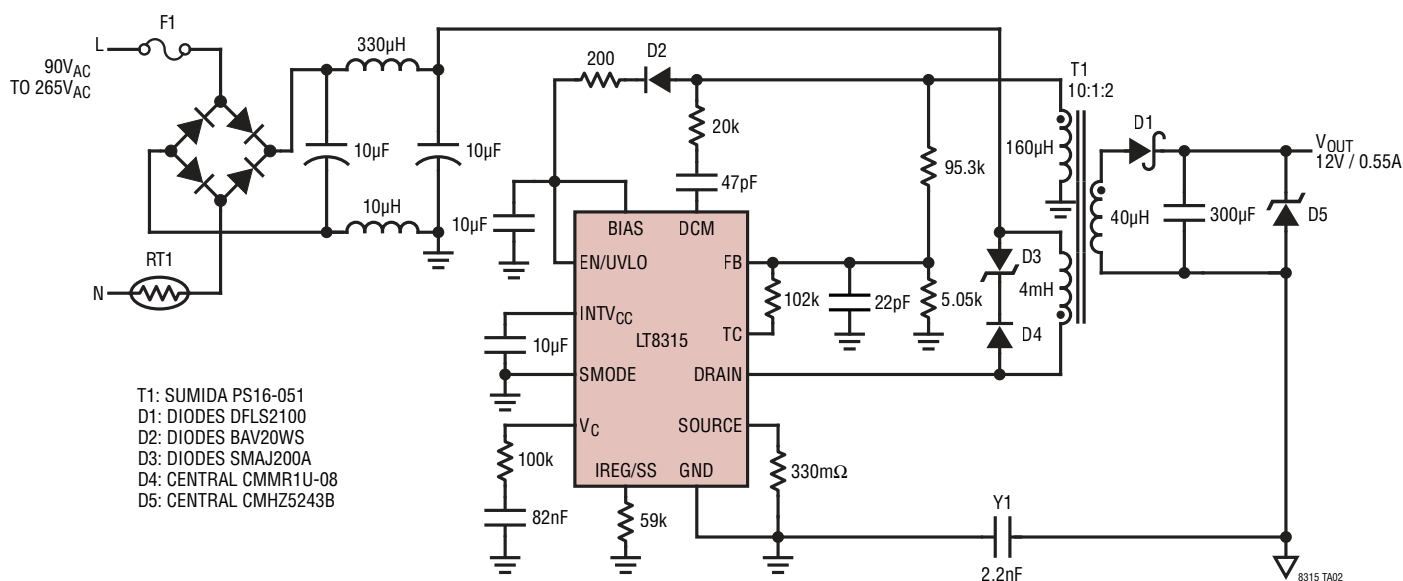 F1
L
90VAC
TO 265VAC
330µH
10µF
10µF
10µH
RT1
N
200
D2
20k
47pF
95.3k
T1
10:1:2
160µH
D1
VOUT
12V / 0.55A
40µH
300µF
D5
10µF
BIAS
DCM
EN/UVLO
FB
D3
4mH
INTVCC
102k
22pF
5.05k
10µF
LT8315
TC
D4
SMODE
DRAIN
VC
SOURCE
100k
IREG/SS
GND
330mΩ
82nF
59k
Y1
2.2nF
T1: SUMIDA PS16-051
D1: DIODES DFLS2100
D2: DIODES BAV20WS
D3: DIODES SMAJ200A
D4: CENTRAL CMMR1U-08
D5: CENTRAL CMHZ5243B
8315 TA02